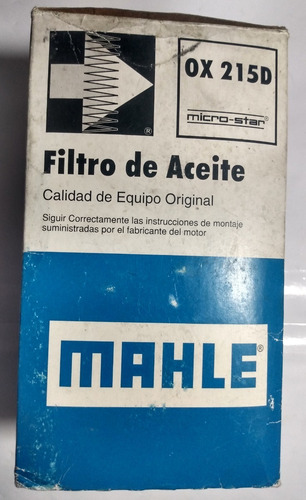 OX 215D
micro-star®
®
Filtro de Aceite
Calidad de Equipo Original
Siguir Correctamente las instrucciones de montaje
suministradas por el fabricante del motor
MAHLE®